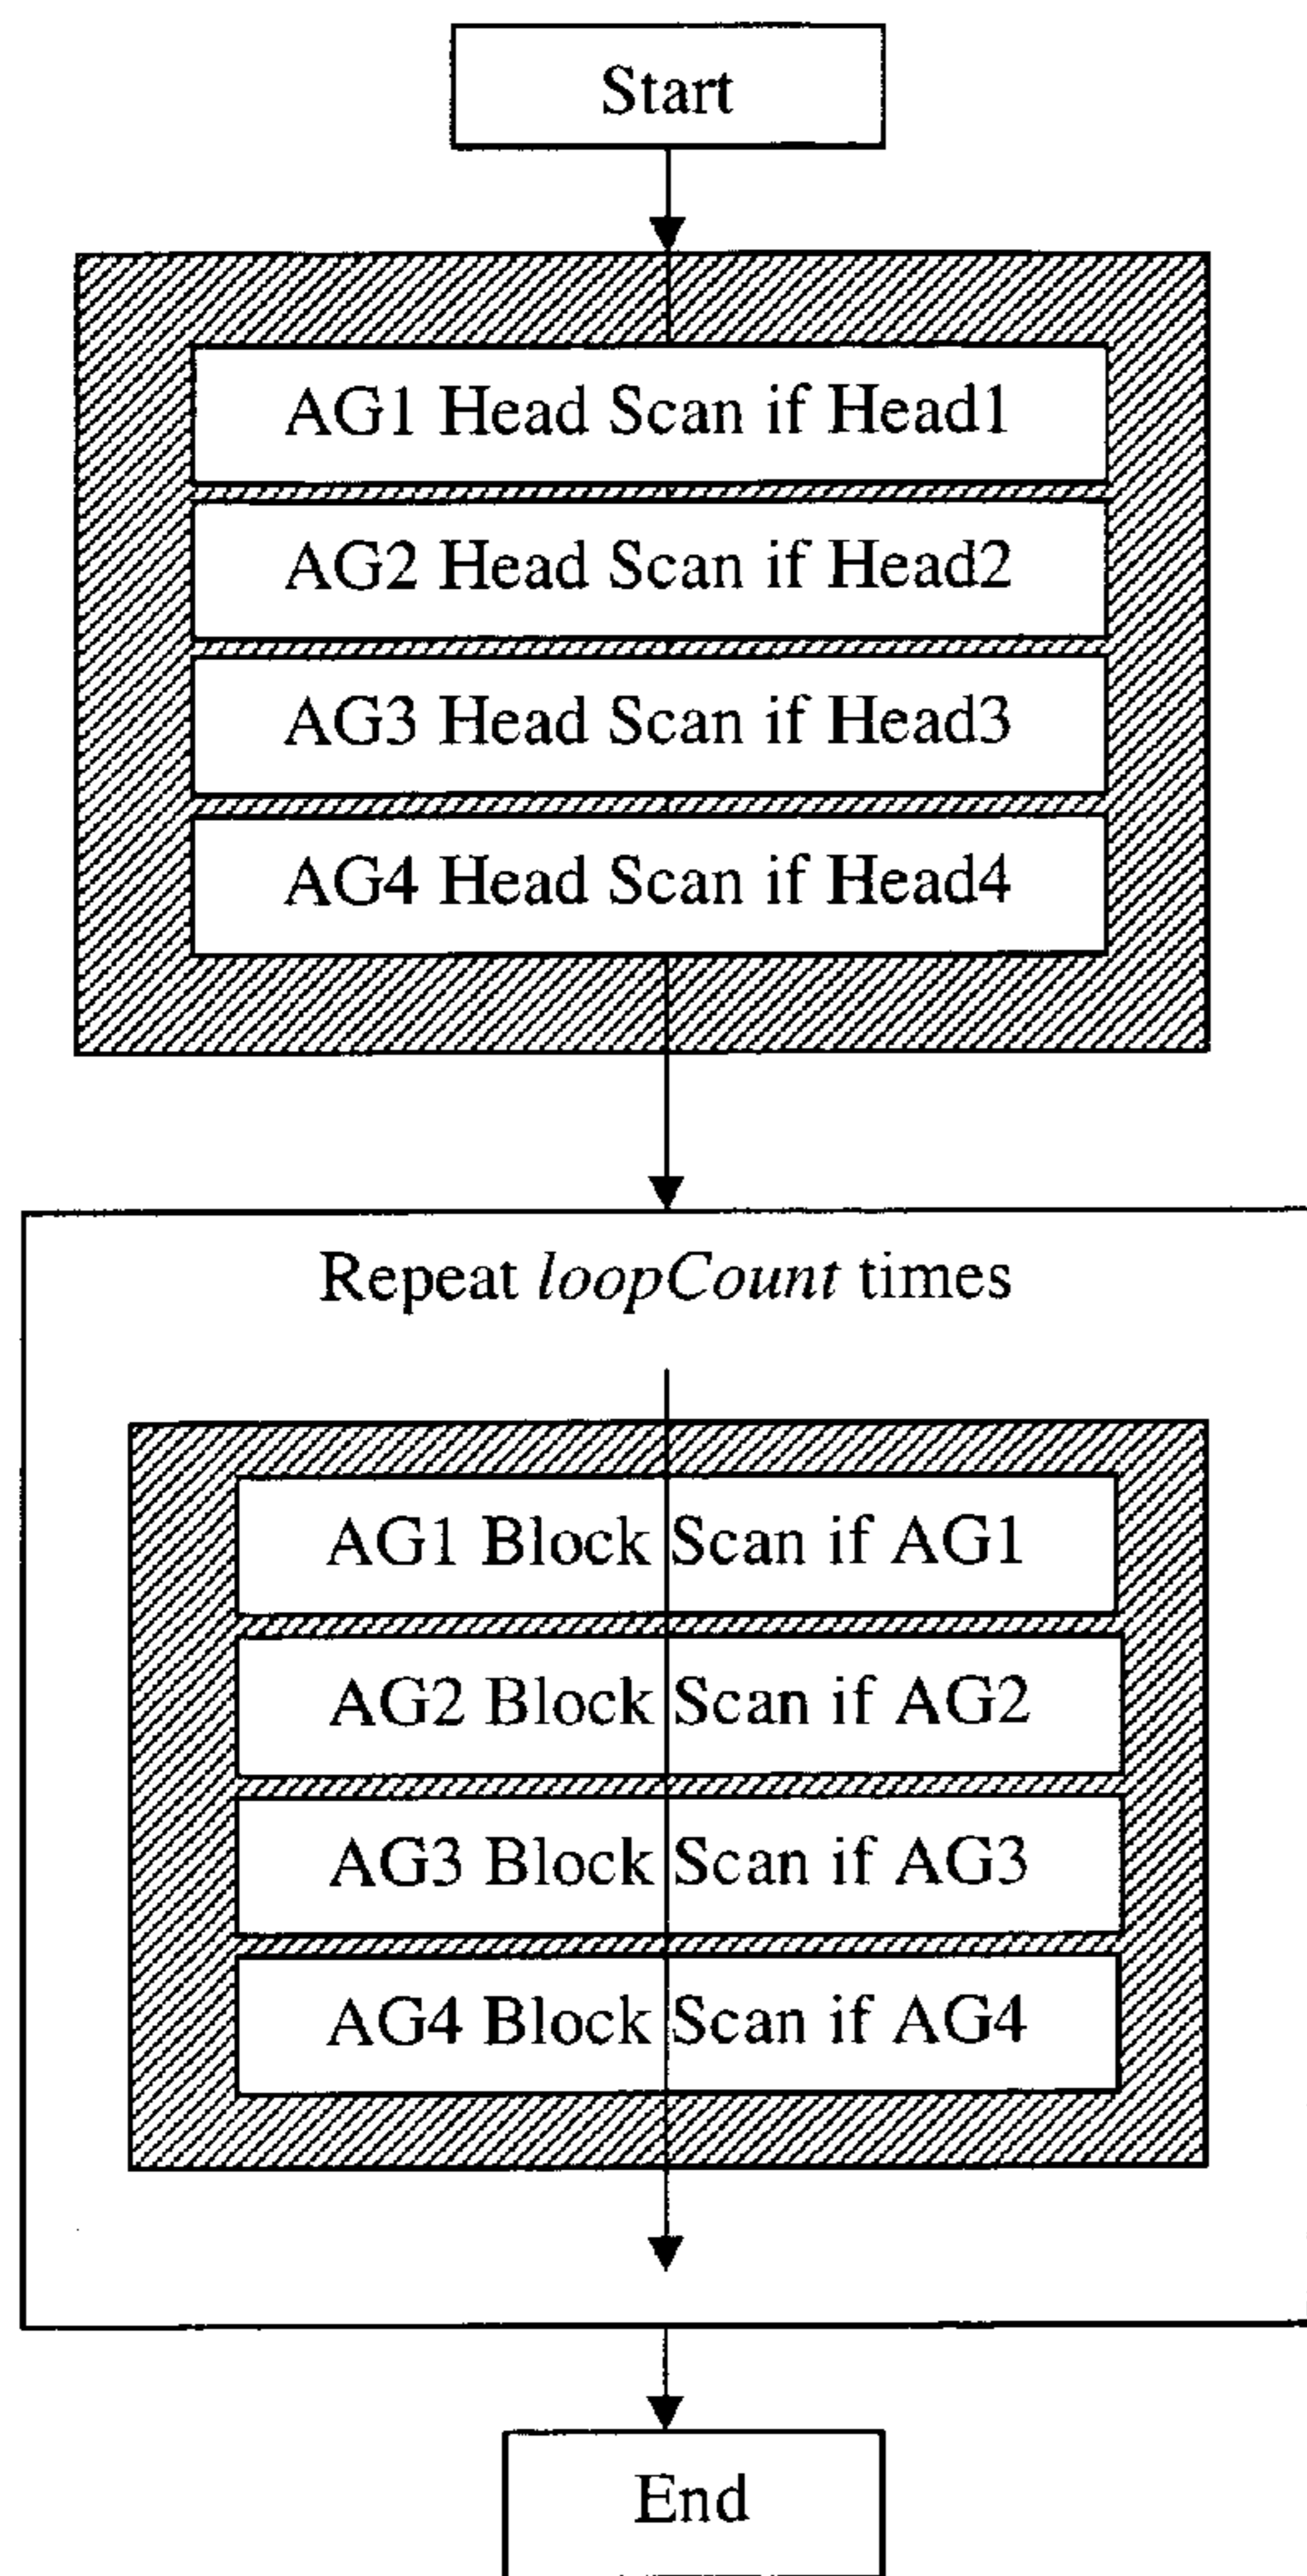 Start
AG1 Head Scan if Head1
AG2 Head Scan if Head2
AG3 Head Scan if Head3
AG4 Head Scan if Head4
Repeat loopCount times
AG1 Block Scan if AG1
AG2 Block Scan if AG2
AG3 Block Scan if AG3
AG4 Block Scan if AG4
End